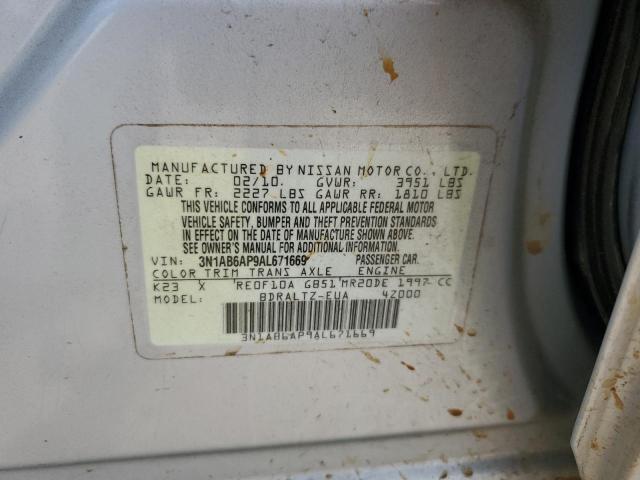 MANUFACTURED BY NISSAN MOTOR CO., LTD.
DATE: 02/10. GVWR: 3951 LBS
GAWR FR: 2227 LBS GAWR RR: 1810 LBS
THIS VEHICLE CONFORMS TO ALL APPLICABLE FEDERAL MOTOR
VEHICLE SAFETY, BUMPER AND THEFT PREVENTION STANDARDS
IN EFFECT ON THE DATE OF MANUFACTURE SHOWN ABOVE.
SEE OWNER'S MANUAL FOR ADDITIONAL INFORMATION.
VIN: 3N1AB6AP9AL671669 PASSENGER CAR.
COLOR TRIM TRANS AXLE ENGINE
K23 X RE0F10A GB51 MR20DE 1997 CC
MODEL: BDRALTZ-EUA 4Z000
3N1AB6AP9AL671669